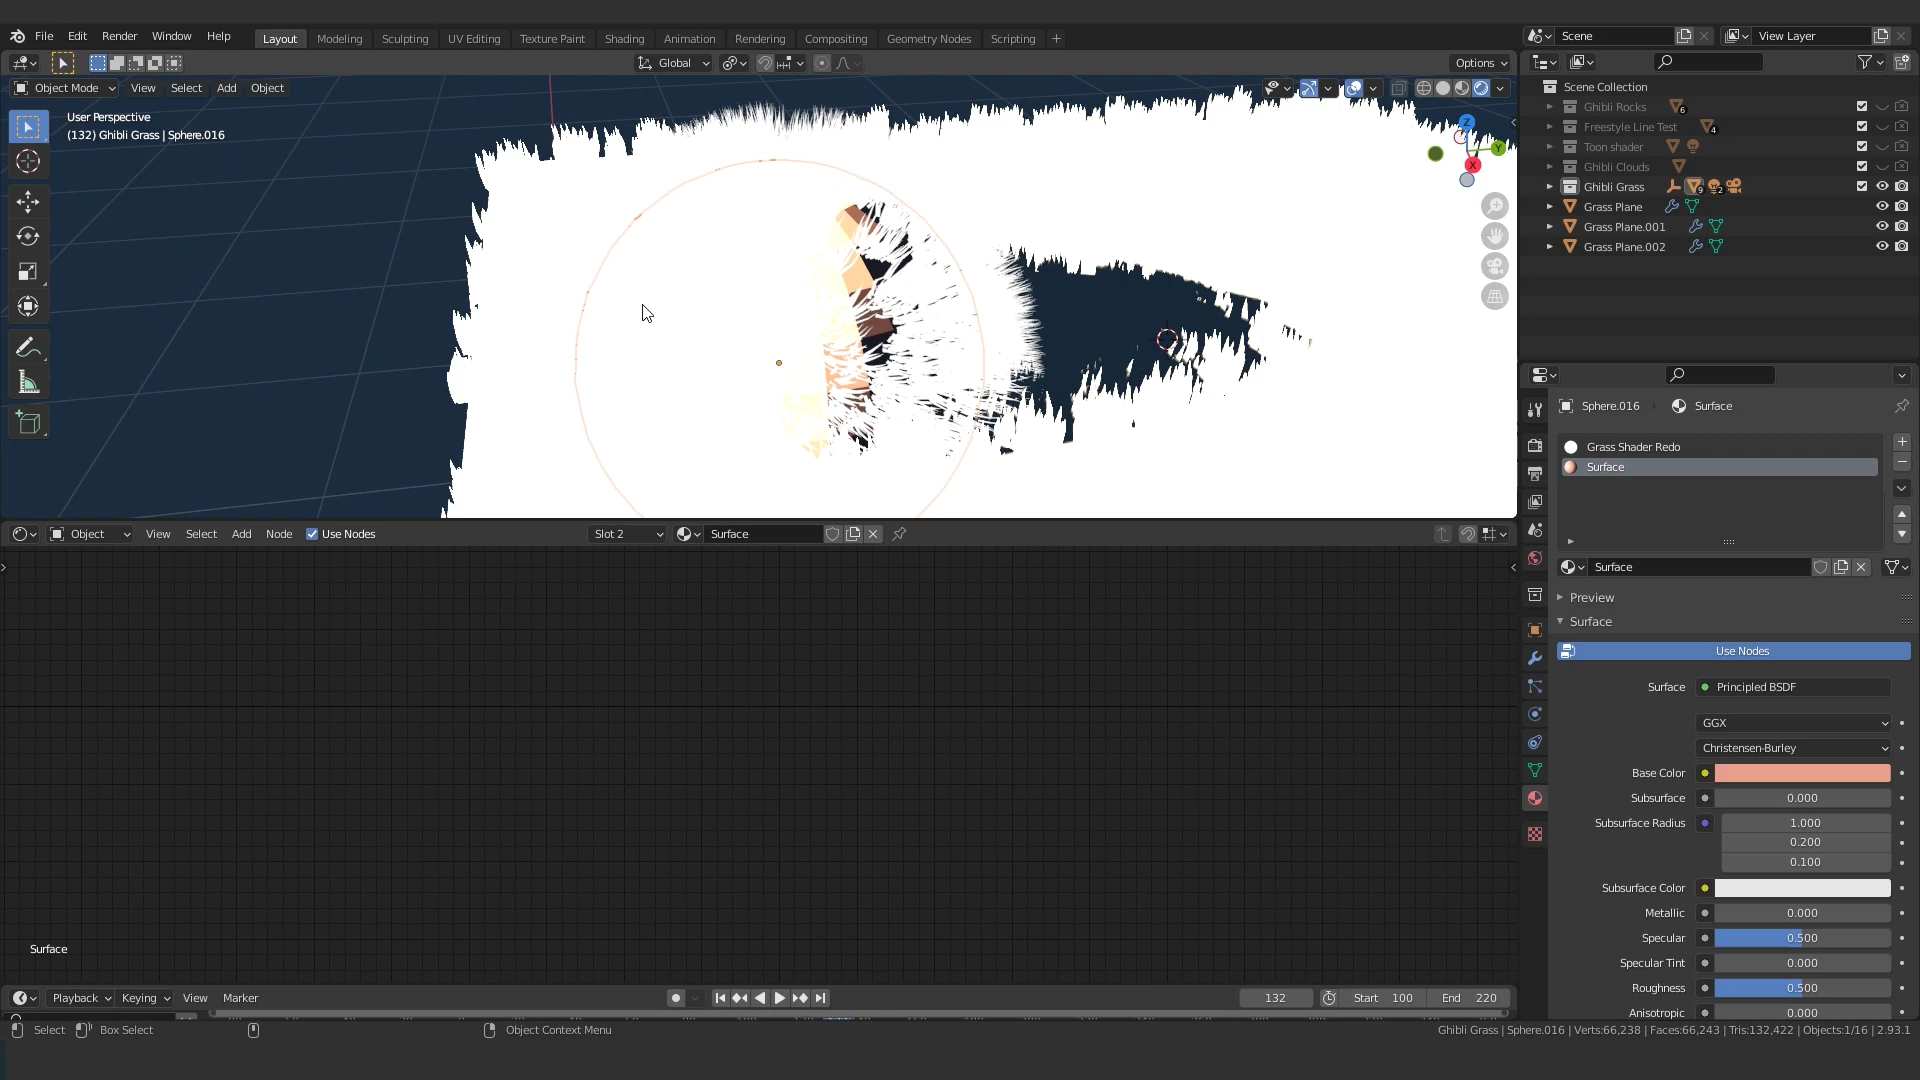 File Edit Render Window Help
Layout Modeling Sculpting UV Editing Texture Paint Shading Animation Rendering Compositing Geometry Nodes Scripting +
Scene
View Layer
Global
Options
Object Mode View Select Add Object
User Perspective
(132) Ghibli Grass | Sphere.016
Z
Y
X
Scene Collection
Ghibli Rocks 6
Freestyle Line Test 4
Toon shader
Ghibli Clouds
Ghibli Grass 9 2
Grass Plane
Grass Plane.001
Grass Plane.002
Sphere.016 Surface
Grass Shader Redo
Surface
Surface
Preview
Surface
Use Nodes
Surface Principled BSDF
GGX
Christensen-Burley
Base Color
Subsurface 0.000
Subsurface Radius 1.000
0.200
0.100
Subsurface Color
Metallic 0.000
Specular 0.500
Specular Tint 0.000
Roughness 0.500
Anisotropic 0.000
Object View Select Add Node Use Nodes Slot 2 Surface
Surface
Playback Keying View Marker 132 Start 100 End 220
Select Box Select Object Context Menu
Ghibli Grass | Sphere.016 | Verts:66,238 | Faces:66,243 | Tris:132,422 | Objects:1/16 | 2.93.1